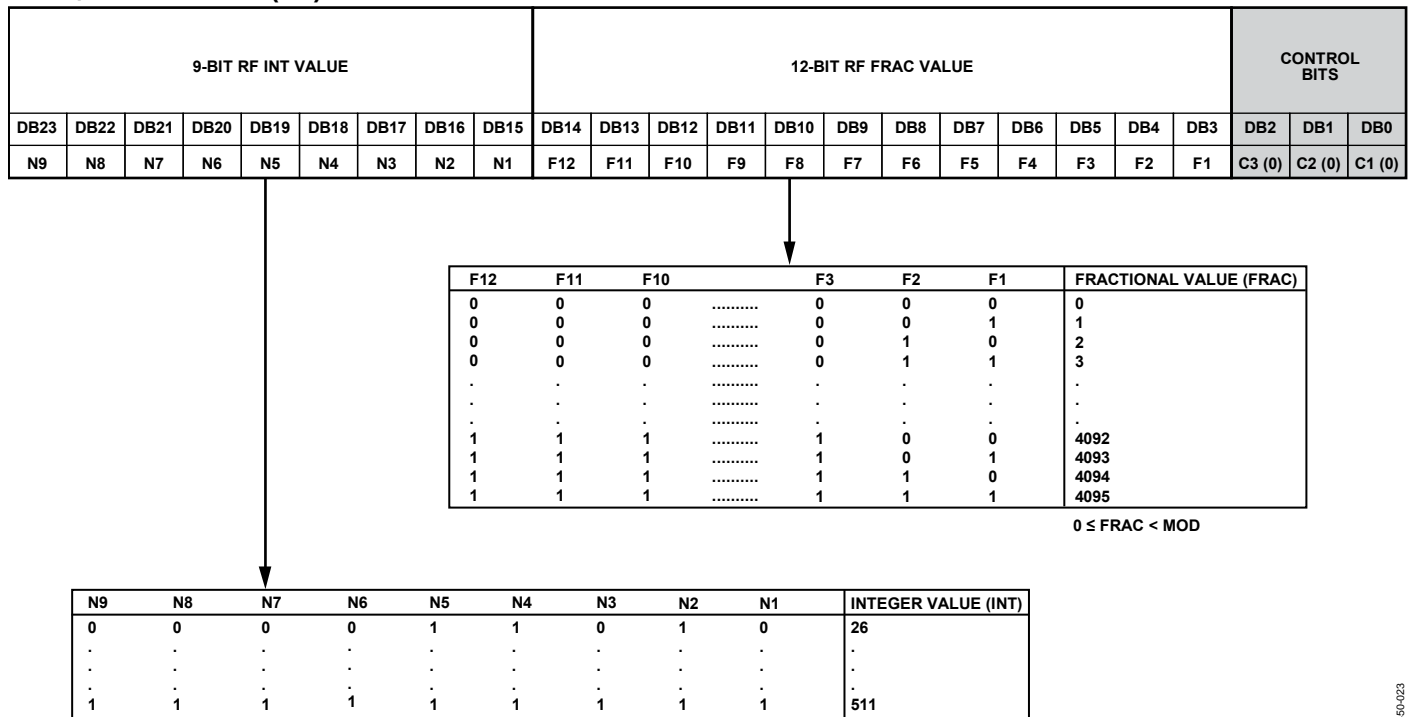 9-BIT RF INT VALUE 12-BIT RF FRAC VALUE CONTROL
BITS
DB23 DB22 DB21 DB20 DB19 DB18 DB17 DB16 DB15 DB14 DB13 DB12 DB11 DB10 DB9 DB8 DB7 DB6 DB5 DB4 DB3 DB2 DB1 DB0
N9 N8 N7 N6 N5 N4 N3 N2 N1 F12 F11 F10 F9 F8 F7 F6 F5 F4 F3 F2 F1 C3 (0) C2 (0) C1 (0)
F12 F11 F10 F3 F2 F1 FRACTIONAL VALUE (FRAC)
0 0 0 .......... 0 0 0 0
0 0 0 .......... 0 0 1 1
0 0 0 .......... 0 1 0 2
0 0 0 .......... 0 1 1 3
. . . .......... . . . .
. . . .......... . . . .
. . . .......... . . . .
1 1 1 .......... 1 0 0 4092
1 1 1 .......... 1 0 1 4093
1 1 1 .......... 1 1 0 4094
1 1 1 .......... 1 1 1 4095
0 ≤ FRAC < MOD
N9 N8 N7 N6 N5 N4 N3 N2 N1 INTEGER VALUE (INT)
0 0 0 0 1 1 0 1 0 26
. . . . . . . . . .
. . . . . . . . . .
. . . . . . . . . .
1 1 1 1 1 1 1 1 1 511
50-023